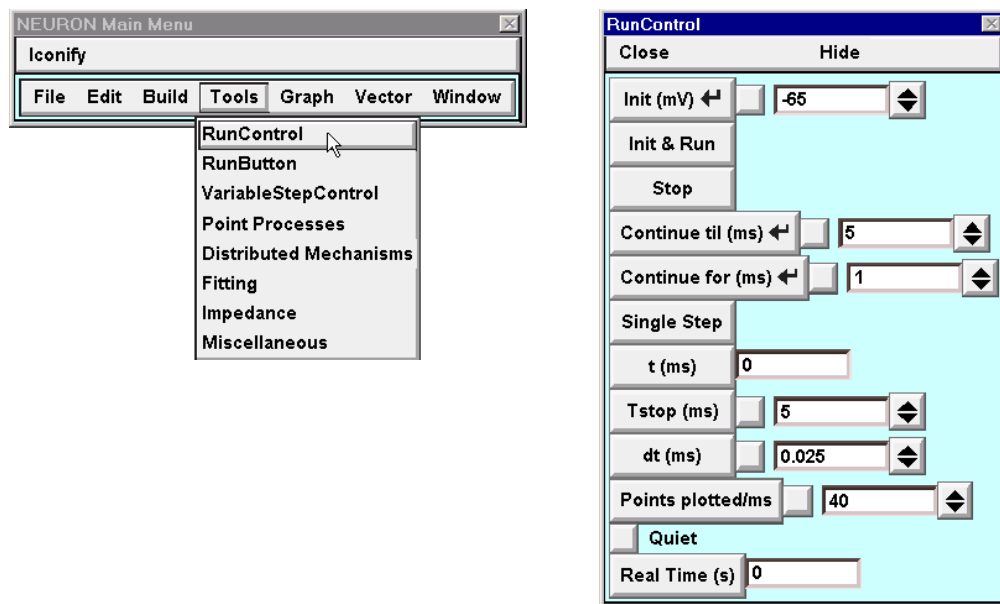 NEURON Main Menu
Iconify
File Edit Build Tools Graph Vector Window
RunControl
RunButton
VariableStepControl
Point Processes
Distributed Mechanisms
Fitting
Impedance
Miscellaneous
RunControl
Close Hide
Init (mV) -65
Init & Run
Stop
Continue til (ms) 5
Continue for (ms) 1
Single Step
t (ms) 0
Tstop (ms) 5
dt (ms) 0.025
Points plotted/ms 40
Quiet
Real Time (s) 0